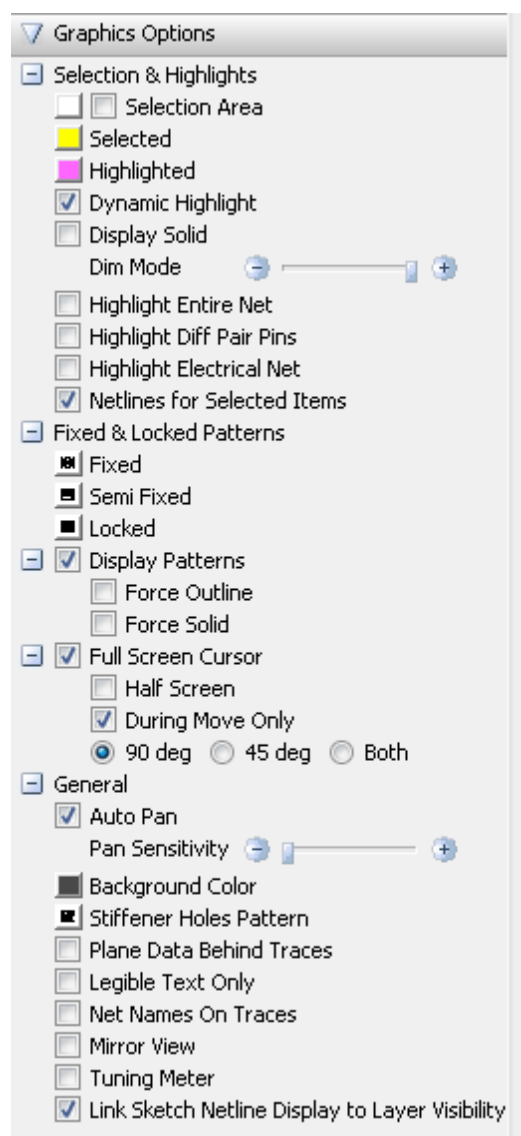 Graphics Options
Selection & Highlights
Selection Area
Selected
Highlighted
Dynamic Highlight
Display Solid
Dim Mode
Highlight Entire Net
Highlight Diff Pair Pins
Highlight Electrical Net
Netlines for Selected Items
Fixed & Locked Patterns
Fixed
Semi Fixed
Locked
Display Patterns
Force Outline
Force Solid
Full Screen Cursor
Half Screen
During Move Only
90 deg 45 deg Both
General
Auto Pan
Pan Sensitivity
Background Color
Stiffener Holes Pattern
Plane Data Behind Traces
Legible Text Only
Net Names On Traces
Mirror View
Tuning Meter
Link Sketch Netline Display to Layer Visibility